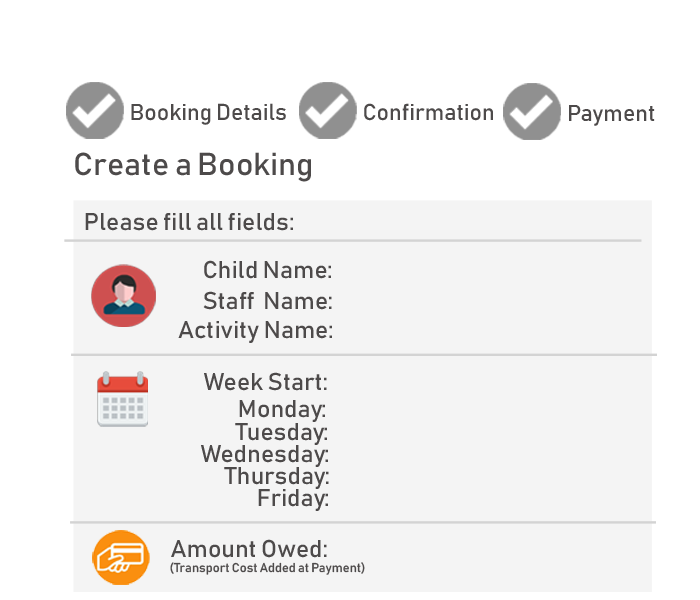 Booking Details Confirmation Payment
Create a Booking
Please fill all fields:
Child Name:
Staff Name:
Activity Name:
Week Start:
Monday:
Tuesday:
Wednesday:
Thursday:
Friday:
Amount Owed:
(Transport Cost Added at Payment)